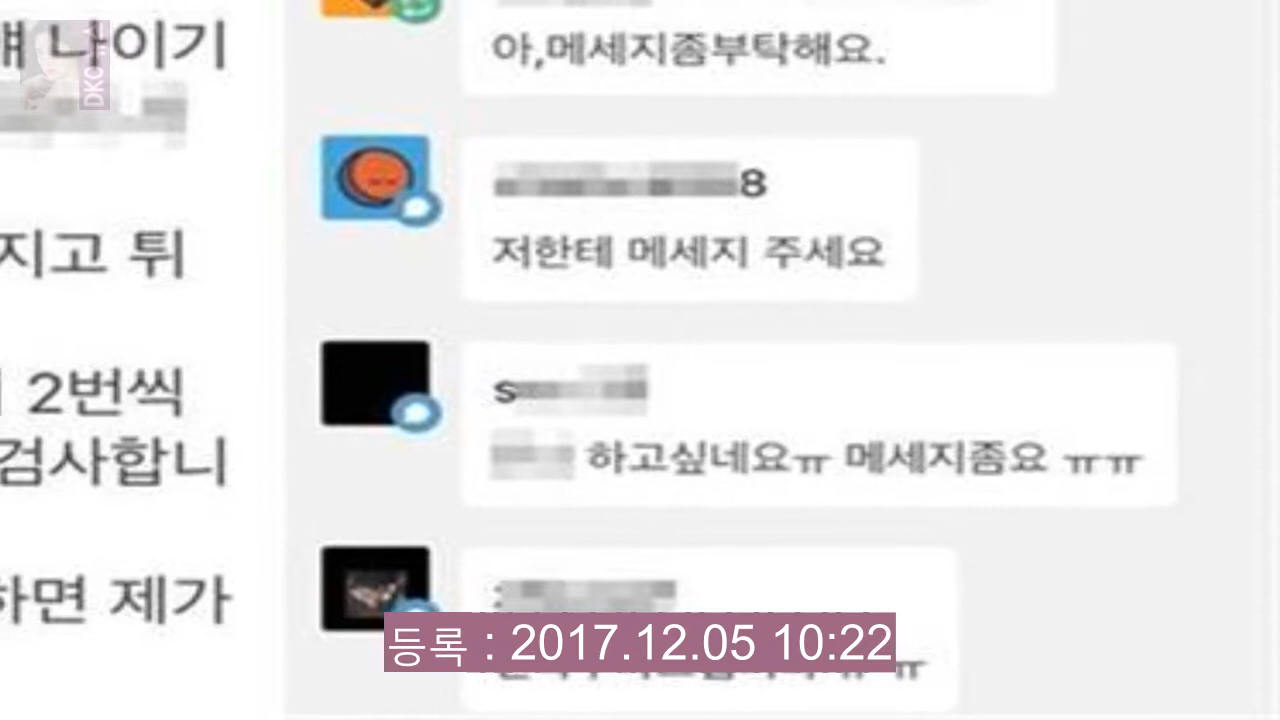 얘 나이기
지고 튀
2번씩
검사합니
하면 제가
DKC
아,메세지좀부탁해요.
8
저한테 메세지 주세요
s
하고싶네요ㅠ 메세지좀요 ㅠㅠ
등록 : 2017.12.05 10:22